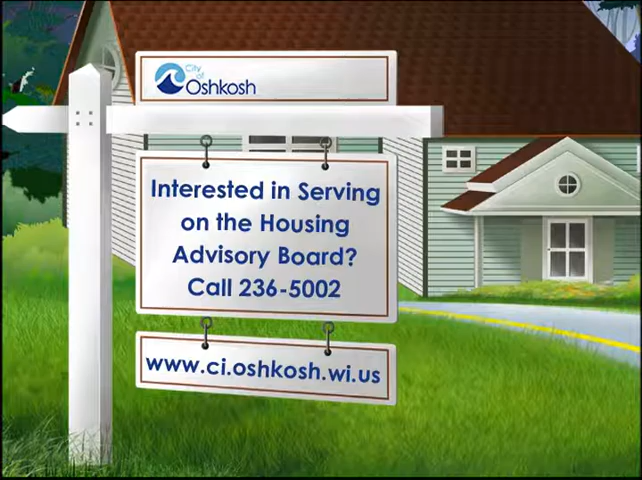 City
of
Oshkosh
Interested in Serving
on the Housing
Advisory Board?
Call 236-5002
www.ci.oshkosh.wi.us